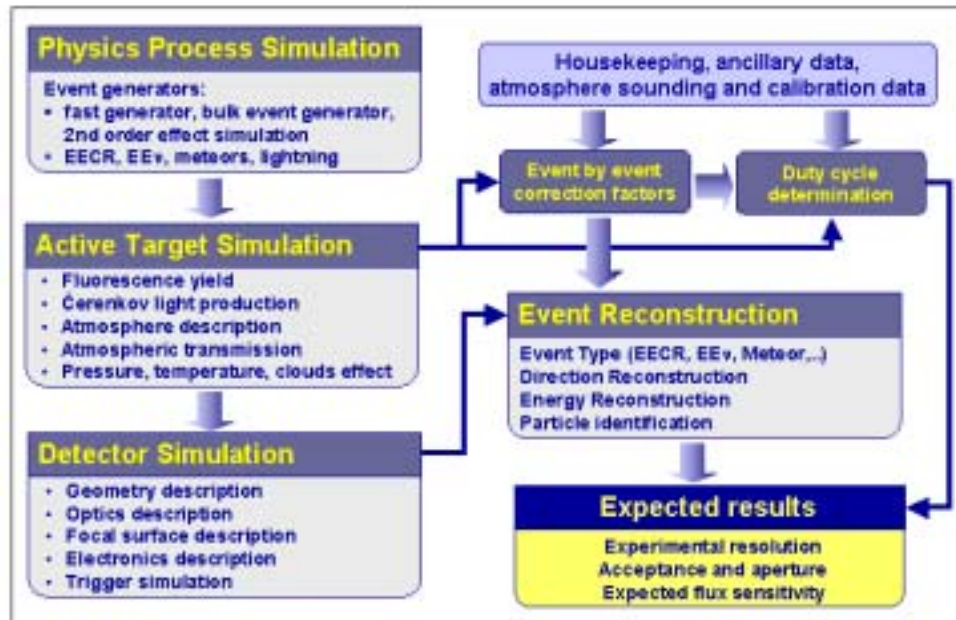 Physics Process Simulation
Event generators:
• fast generator, bulk event generator,
2nd order effect simulation
• EECR, EEν, meteors, lightning
Active Target Simulation
• Fluorescence yield
• Cerenkov light production
• Atmosphere description
• Atmospheric transmission
• Pressure, temperature, clouds effect
Detector Simulation
• Geometry description
• Optics description
• Focal surface description
• Electronics description
• Trigger simulation
Housekeeping, ancillary data,
atmosphere sounding and calibration data
Event by event
correction factors
Duty cycle
determination
Event Reconstruction
Event Type (EECR, EEν, Meteor,..)
Direction Reconstruction
Energy Reconstruction
Particle identification
Expected results
Experimental resolution
Acceptance and aperture
Expected flux sensitivity